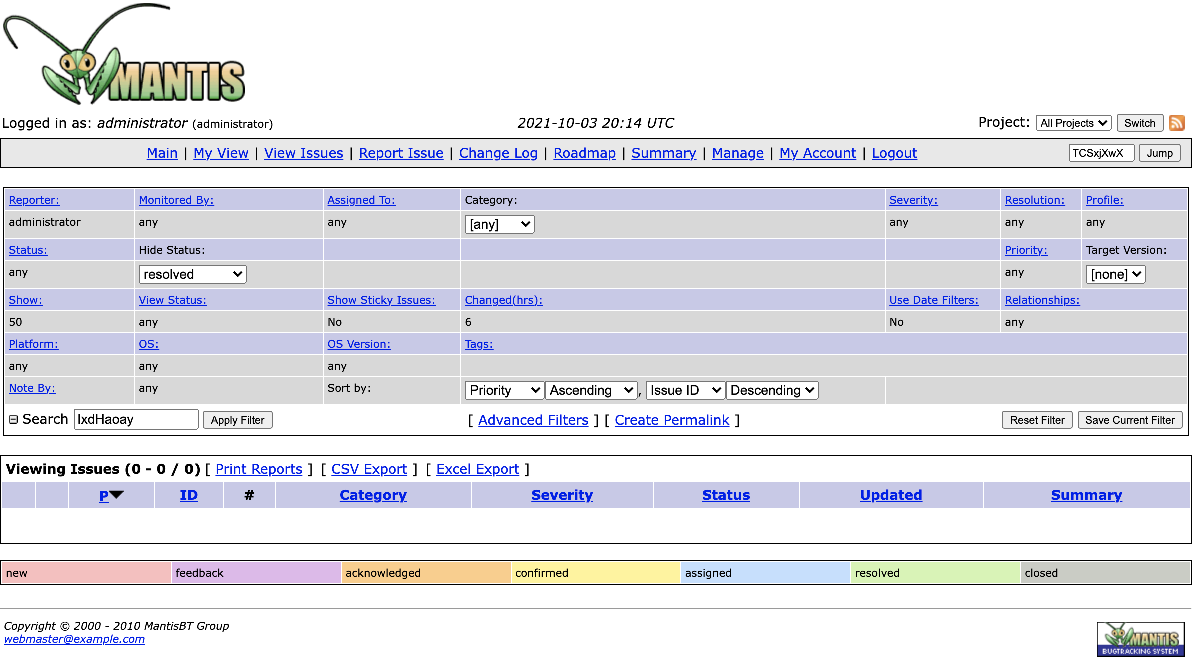 MANTIS
Logged in as: administrator (administrator) 2021-10-03 20:14 UTC Project: All Projects Switch
Main | My View | View Issues | Report Issue | Change Log | Roadmap | Summary | Manage | My Account | Logout TCSxjXwX Jump
Reporter: Monitored By: Assigned To: Category: Severity: Resolution: Profile:
administrator any any [any] any any any
Status: Hide Status: Priority: Target Version:
any resolved any [none]
Show: View Status: Show Sticky Issues: Changed(hrs): Use Date Filters: Relationships:
50 any No 6 No any
Platform: OS: OS Version: Tags:
any any any
Note By: any Sort by: Priority Ascending , Issue ID Descending
Search IxdHaoay Apply Filter [ Advanced Filters ] [ Create Permalink ] Reset Filter Save Current Filter
Viewing Issues (0 - 0 / 0) [ Print Reports ] [ CSV Export ] [ Excel Export ]
P ID # Category Severity Status Updated Summary
new feedback acknowledged confirmed assigned resolved closed
Copyright © 2000 - 2010 MantisBT Group
webmaster@example.com
MANTIS
BUGTRACKING SYSTEM